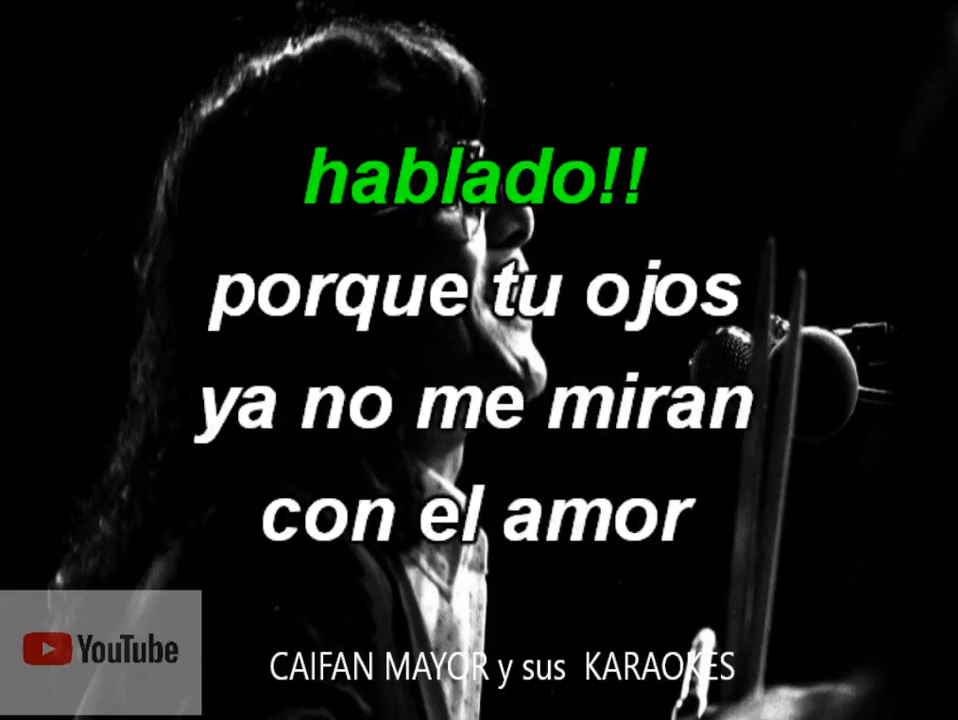 hablado!!
porque tu ojos
ya no me miran
con el amor
YouTube
CAIFAN MAYOR y sus KARAOKES